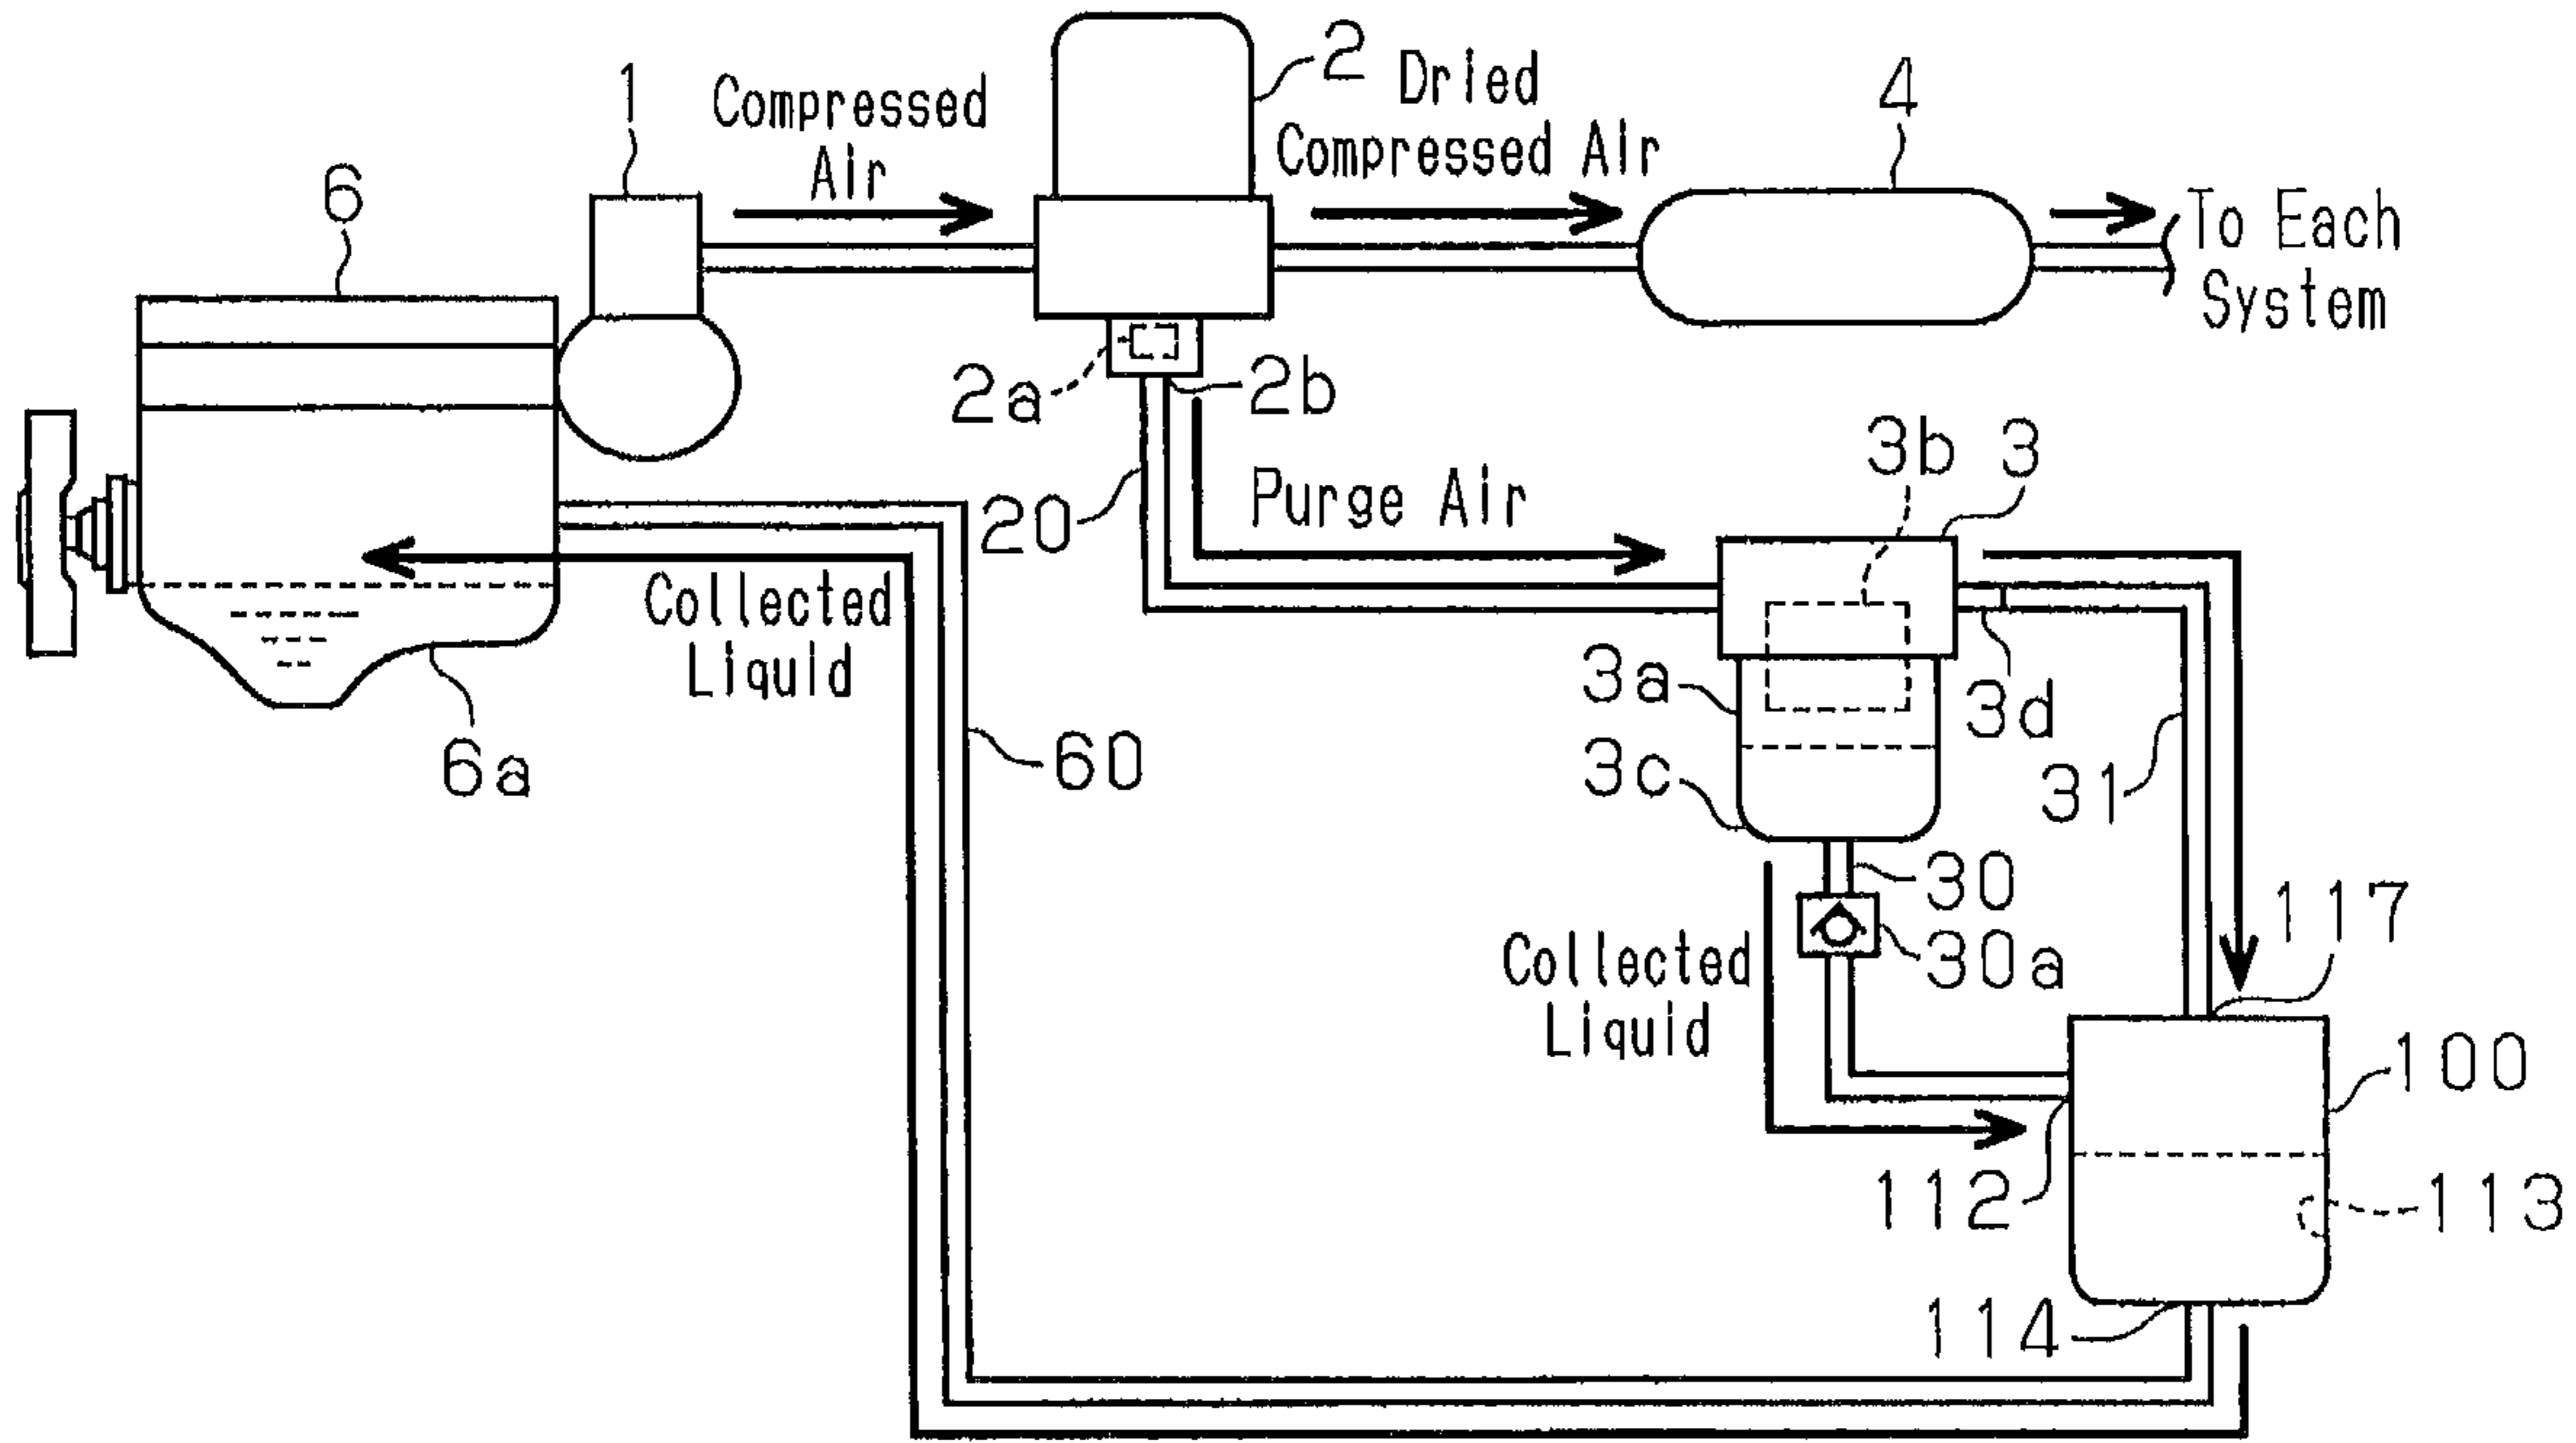 1
Compressed
Air
2
Dried
Compressed Air
4
To Each
System
6
2a
2b
20
Purge Air
3b
3
Collected
Liquid
6a
60
3a
3c
3d
31
30
30a
Collected
Liquid
117
100
112
113
114